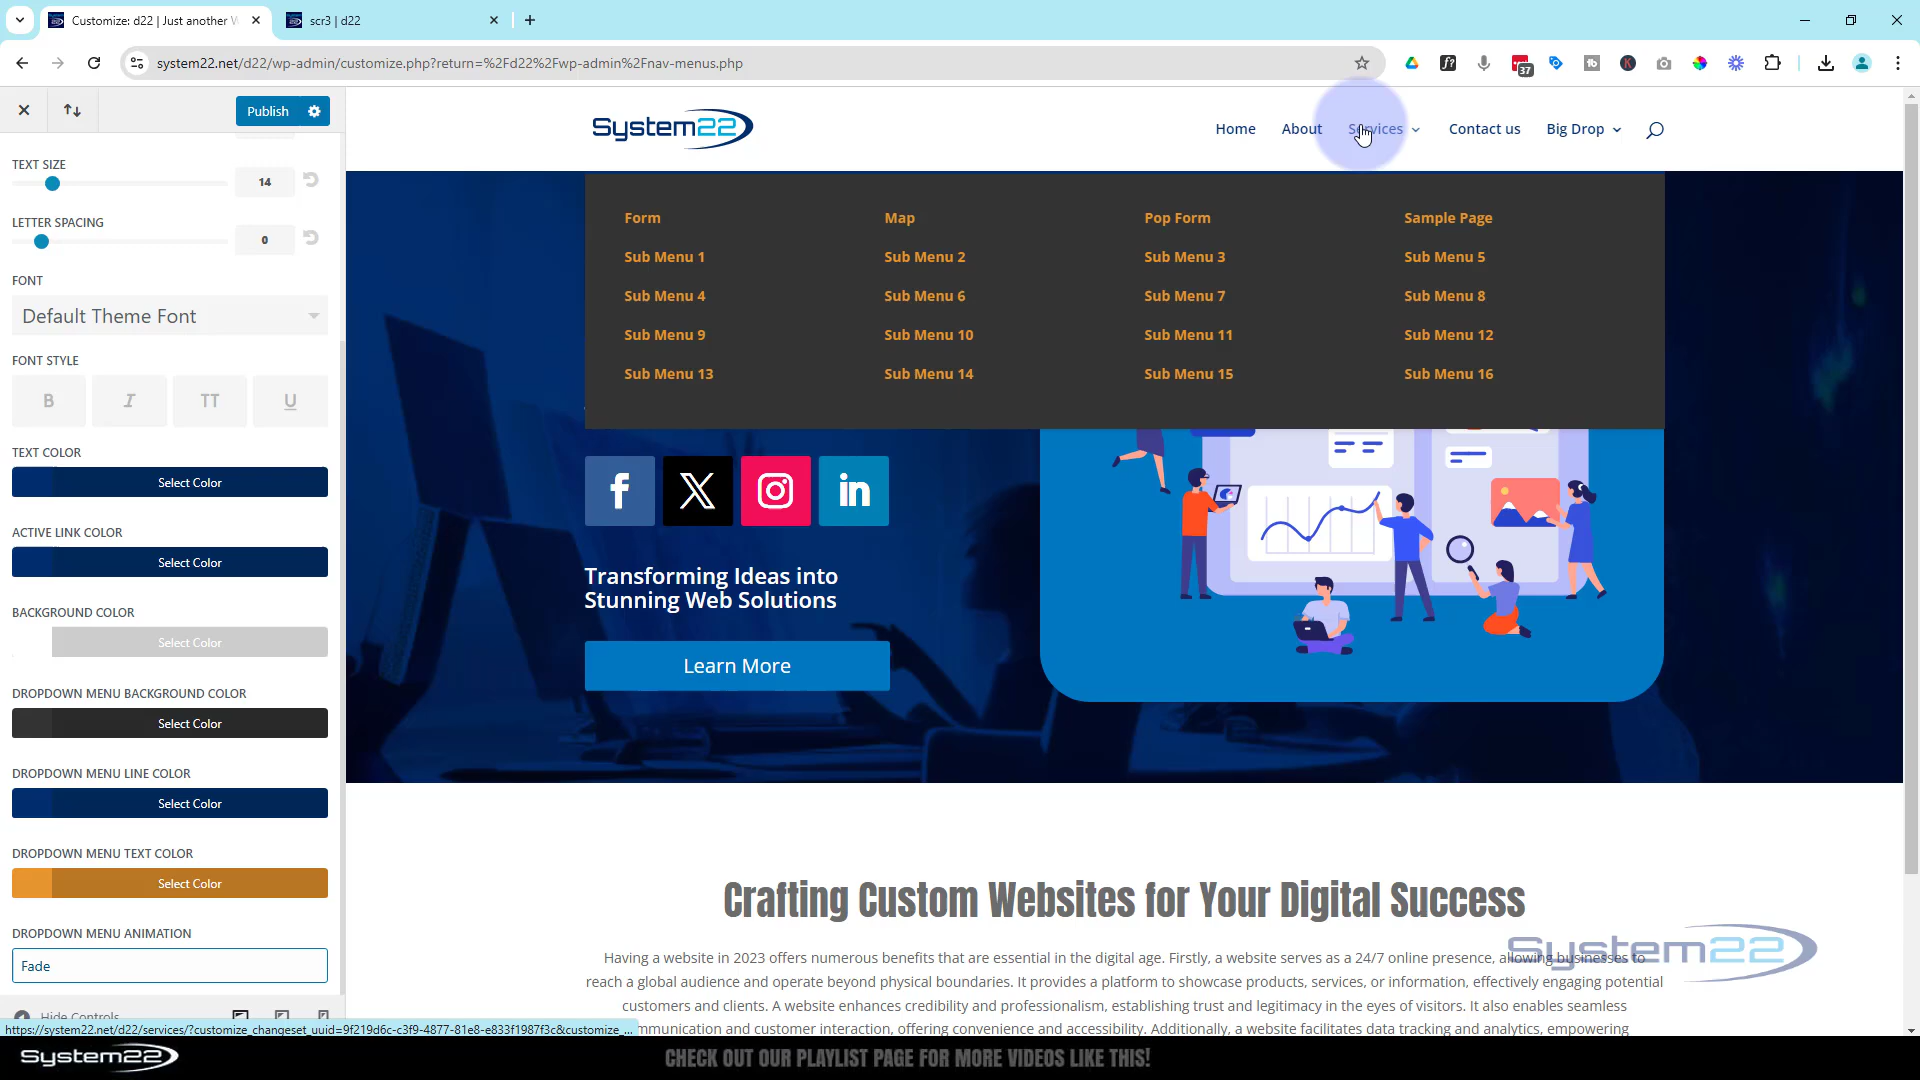 Customize: d22 | Just another W
scr3 | d22
system22.net/d22/wp-admin/customize.php?return=%2Fd22%2Fwp-admin%2Fnav-menus.php
37
Publish
TEXT SIZE
14
LETTER SPACING
0
FONT
Default Theme Font
FONT STYLE
B I TT U
TEXT COLOR
Select Color
ACTIVE LINK COLOR
Select Color
BACKGROUND COLOR
Select Color
DROPDOWN MENU BACKGROUND COLOR
Select Color
DROPDOWN MENU LINE COLOR
Select Color
DROPDOWN MENU TEXT COLOR
Select Color
DROPDOWN MENU ANIMATION
Fade
Hide Controls
https://system22.net/d22/services/?customize_changeset_uuid=9f219d6c-c3f9-4877-81e8-e833f1987f3c&customize_...
System22
Home About Services Contact us Big Drop
Form Map Pop Form Sample Page
Sub Menu 1 Sub Menu 2 Sub Menu 3 Sub Menu 5
Sub Menu 4 Sub Menu 6 Sub Menu 7 Sub Menu 8
Sub Menu 9 Sub Menu 10 Sub Menu 11 Sub Menu 12
Sub Menu 13 Sub Menu 14 Sub Menu 15 Sub Menu 16
Transforming Ideas into
Stunning Web Solutions
Learn More
Crafting Custom Websites for Your Digital Success
Having a website in 2023 offers numerous benefits that are essential in the digital age. Firstly, a website serves as a 24/7 online presence, allowing businesses to
reach a global audience and operate beyond physical boundaries. It provides a platform to showcase products, services, or information, effectively engaging potential
customers and clients. A website enhances credibility and professionalism, establishing trust and legitimacy in the eyes of visitors. It also enables seamless
mmunication and customer interaction, offering convenience and accessibility. Additionally, a website facilitates data tracking and analytics, empowering
System22
System22
CHECK OUT OUR PLAYLIST PAGE FOR MORE VIDEOS LIKE THIS!